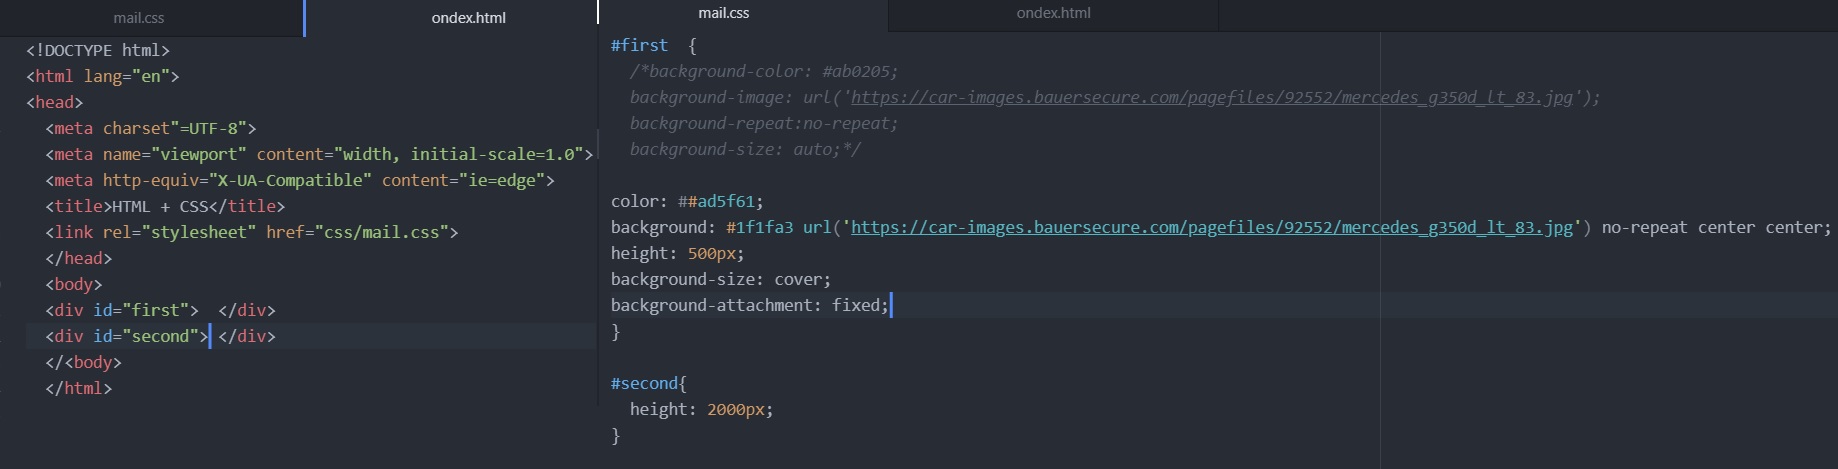 mail.css
ondex.html
<!DOCTYPE html>
<html lang="en">
<head>
<meta charset"=UTF-8">
<meta name="viewport" content="width, initial-scale=1.0">
<meta http-equiv="X-UA-Compatible" content="ie=edge">
<title>HTML + CSS</title>
<link rel="stylesheet" href="css/mail.css">
</head>
<body>
<div id="first">  </div>
<div id="second"> </div>
</<body>
</html>
mail.css
ondex.html
#first  {
/*background-color: #ab0205;
background-image: url('https://car-images.bauersecure.com/pagefiles/92552/mercedes_g350d_lt_83.jpg');
background-repeat:no-repeat;
background-size: auto;*/
color: ##ad5f61;
background: #1f1fa3 url('https://car-images.bauersecure.com/pagefiles/92552/mercedes_g350d_lt_83.jpg') no-repeat center center;
height: 500px;
background-size: cover;
background-attachment: fixed;
}
#second{
height: 2000px;
}